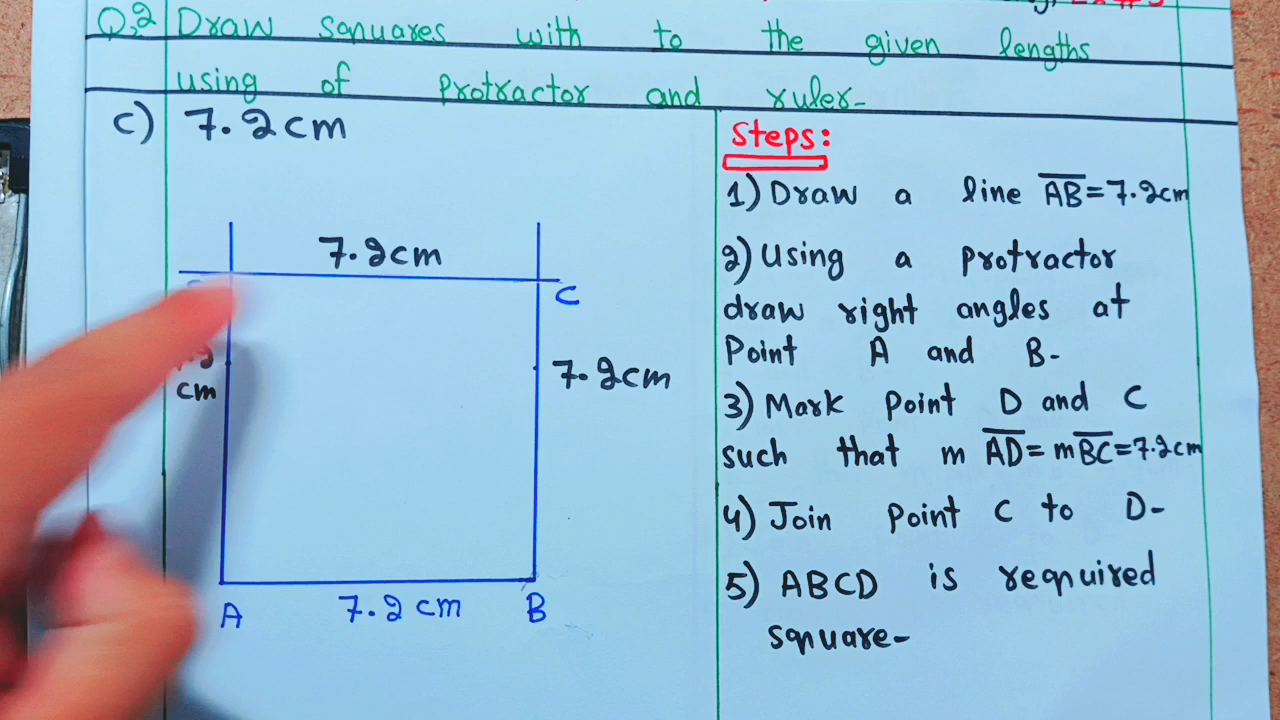 Q.2 Draw squares with to the given lengths
using of protractor and ruler-
c) 7.2cm
7.2cm
C
cm
7.2cm
A 7.2 cm B
Steps:
1) Draw a line AB=7.2cm
2) Using a protractor
draw right angles at
Point A and B-
3) Mark Point D and C
such that m AD=mBC=7.2cm
4) Join Point C to D-
5) ABCD is required
square-